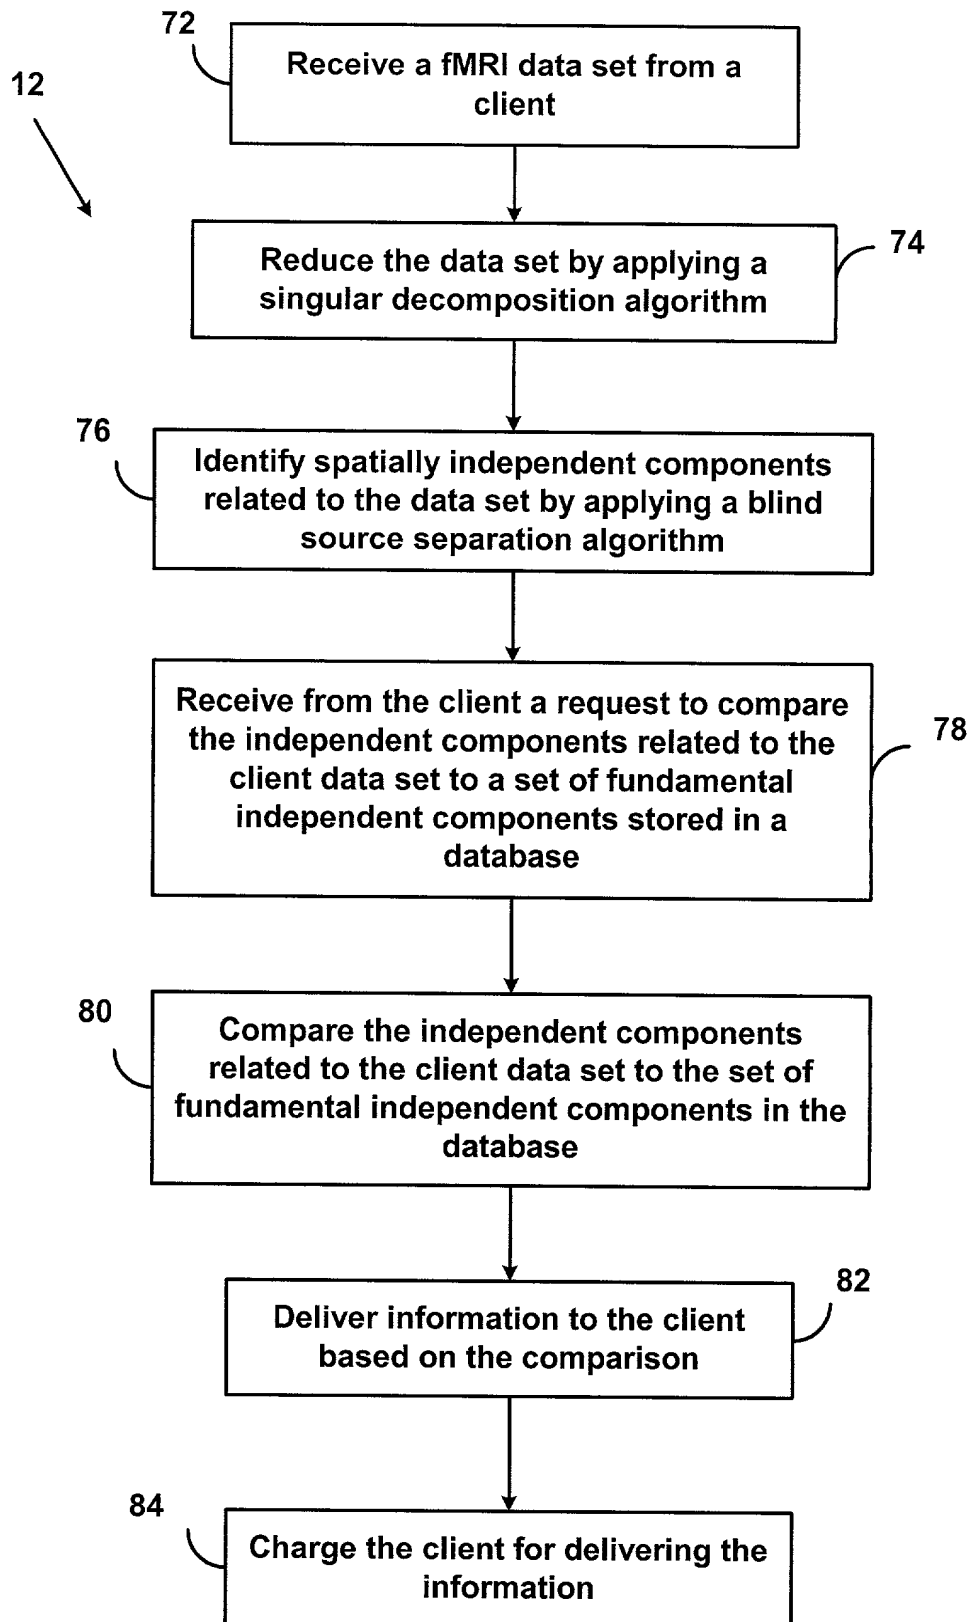 72
Receive a fMRI data set from a
client
12
Reduce the data set by applying a
singular decomposition algorithm
74
76
Identify spatially independent components
related to the data set by applying a blind
source separation algorithm
Receive from the client a request to compare
the independent components related to the
client data set to a set of fundamental
independent components stored in a
database
78
80
Compare the independent components
related to the client data set to the set of
fundamental independent components in the
database
82
Deliver information to the client
based on the comparison
84
Charge the client for delivering the
information